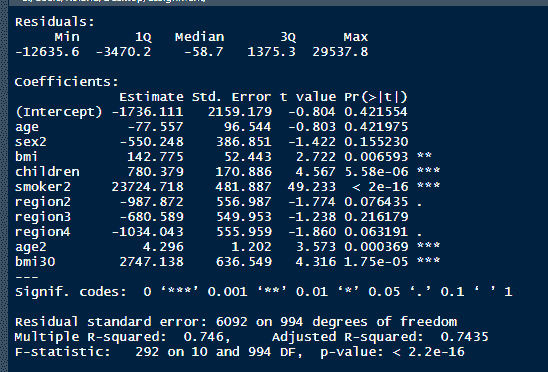 Residuals:
Min 1Q Median 3Q Max
-12635.6 -3470.2 -58.7 1375.3 29537.8
Coefficients:
Estimate Std. Error t value Pr(>|t|)
(Intercept) -1736.111 2159.179 -0.804 0.421554
age -77.557 96.544 -0.803 0.421975
sex2 -550.248 386.851 -1.422 0.155230
bmi 142.775 52.443 2.722 0.006593 **
children 780.379 170.886 4.567 5.58e-06 ***
smoker2 23724.718 481.887 49.233 < 2e-16 ***
region2 -987.872 556.987 -1.774 0.076435 .
region3 -680.589 549.953 -1.238 0.216179
region4 -1034.043 555.959 -1.860 0.063191 .
age2 4.296 1.202 3.573 0.000369 ***
bmi30 2747.138 636.549 4.316 1.75e-05 ***
---
Signif. codes: 0 ‘***’ 0.001 ‘**’ 0.01 ‘*’ 0.05 ‘.’ 0.1 ‘ ’ 1
Residual standard error: 6092 on 994 degrees of freedom
Multiple R-squared: 0.746, Adjusted R-squared: 0.7435
F-statistic: 292 on 10 and 994 DF, p-value: < 2.2e-16